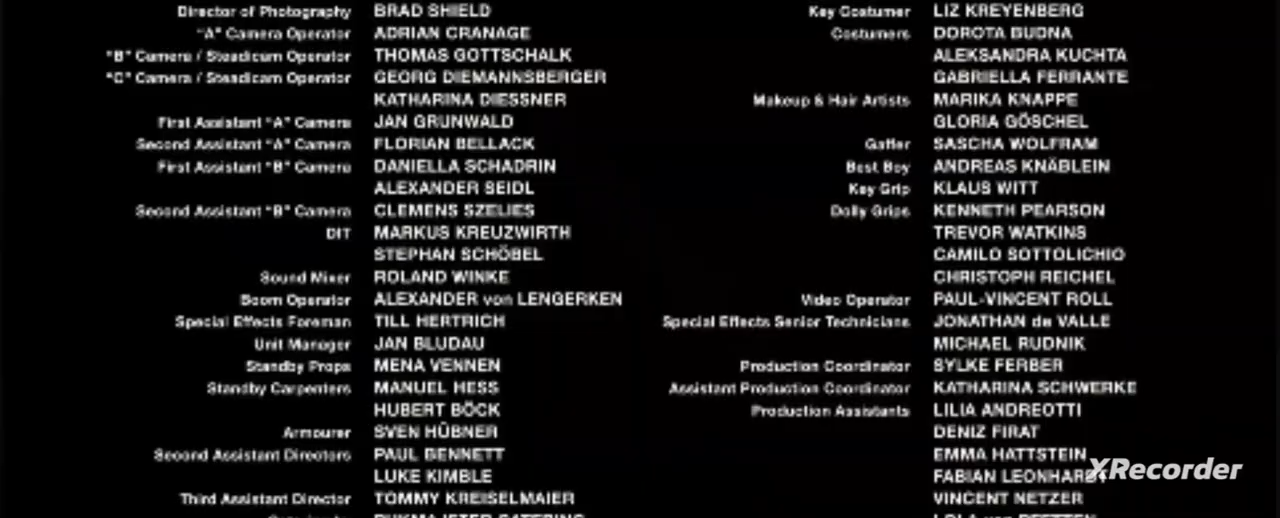 Director of Photography BRAD SHIELD
"A" Camera Operator ADRIAN CRANAGE
"B" Camera / Steadicam Operator THOMAS GOTTSCHALK
"C" Camera / Steadicam Operator GEORG DIEMANNSBERGER
KATHARINA DIESSNER
First Assistant "A" Camera JAN GRUNWALD
Second Assistant "A" Camera FLORIAN BELLACK
First Assistant "B" Camera DANIELLA SCHADRIN
ALEXANDER SEIDL
Second Assistant "B" Camera CLEMENS SZELIES
DIT MARKUS KREUZWIRTH
STEPHAN SCHÖBEL
Sound Mixer ROLAND WINKE
Boom Operator ALEXANDER von LENGERKEN
Special Effects Foreman TILL HERTRICH
Unit Manager JAN BLUDAU
Standby Props MENA VENNEN
Standby Carpenters MANUEL HESS
HUBERT BÖCK
Armourer SVEN HÜBNER
Second Assistant Directors PAUL BENNETT
LUKE KIMBLE
Third Assistant Director TOMMY KREISELMAIER
Key Costumer LIZ KREYENBERG
Costumers DOROTA BUDNA
ALEKSANDRA KUCHTA
GABRIELLA FERRANTE
Makeup & Hair Artists MARIKA KNAPPE
GLORIA GÖSCHEL
Gaffer SASCHA WOLFRAM
Best Boy ANDREAS KNÄBLEIN
Key Grip KLAUS WITT
Dolly Grips KENNETH PEARSON
TREVOR WATKINS
CAMILO SOTTOLICHIO
CHRISTOPH REICHEL
Video Operator PAUL-VINCENT ROLL
Special Effects Senior Technicians JONATHAN de VALLE
MICHAEL RUDNIK
Production Coordinator SYLKE FERBER
Assistant Production Coordinator KATHARINA SCHWERKE
Production Assistants LILIA ANDREOTTI
DENIZ FIRAT
EMMA HATTSTEIN
FABIAN LEONHARDT
VINCENT NETZER
XRecorder